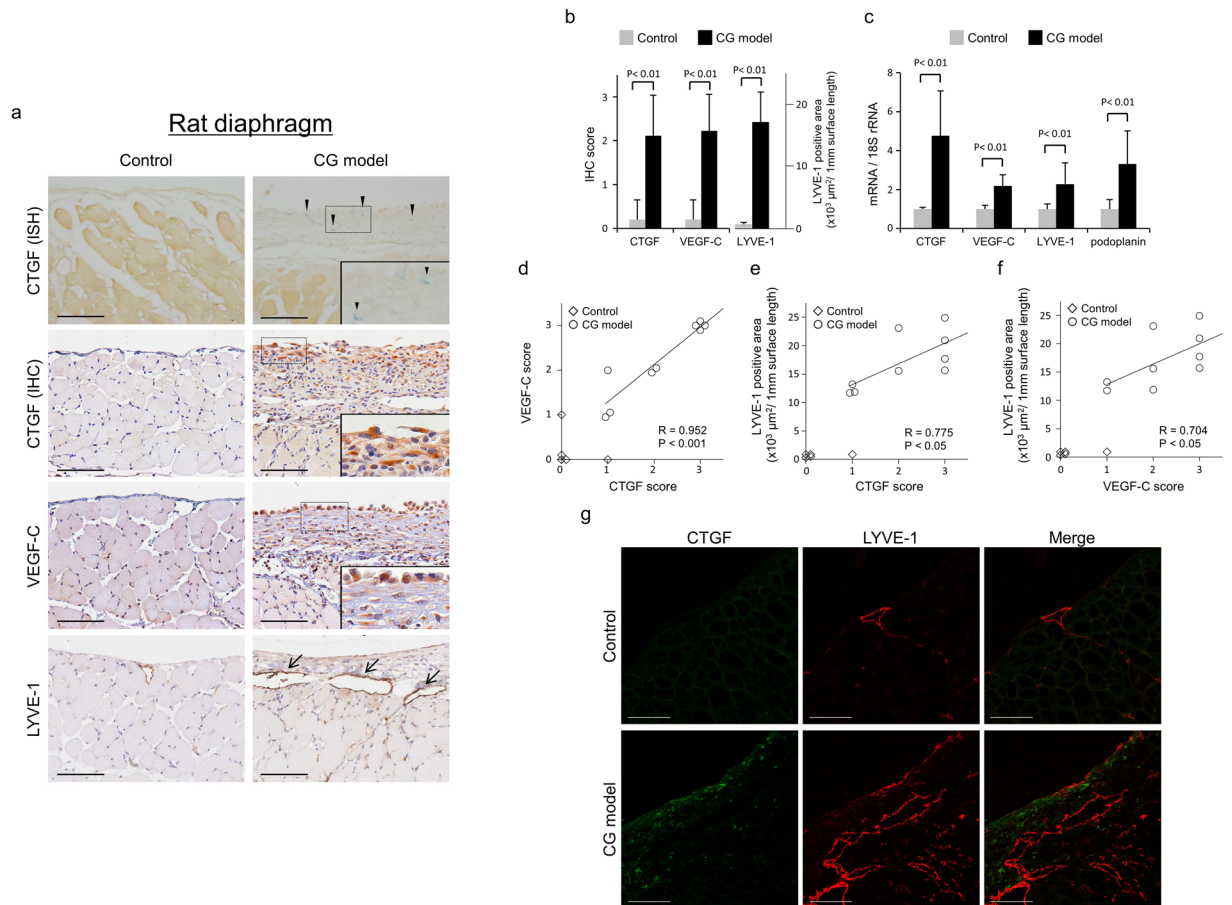 a
Rat diaphragm
Control
CG model
CTGF (ISH)
CTGF (IHC)
VEGF-C
LYVE-1
b
Control
CG model
P< 0.01
P< 0.01
P< 0.01
IHC score
3
2
1
0
20
10
0
LYVE-1 positive area
(x10³ μm²/ 1mm surface length)
CTGF
VEGF-C
LYVE-1
c
Control
CG model
P< 0.01
P< 0.01
P< 0.01
P< 0.01
mRNA / 18S rRNA
8
6
4
2
0
CTGF
VEGF-C
LYVE-1
podoplanin
d
Control
CG model
VEGF-C score
3
2
1
0
R = 0.952
P < 0.001
0
1
2
3
CTGF score
e
Control
CG model
LYVE-1 positive area
(x10³ μm²/ 1mm surface length)
25
20
15
10
5
0
R = 0.775
P < 0.05
0
1
2
3
CTGF score
f
Control
CG model
LYVE-1 positive area
(x10³ μm²/ 1mm surface length)
25
20
15
10
5
0
R = 0.704
P < 0.05
0
1
2
3
VEGF-C score
g
CTGF
LYVE-1
Merge
Control
CG model